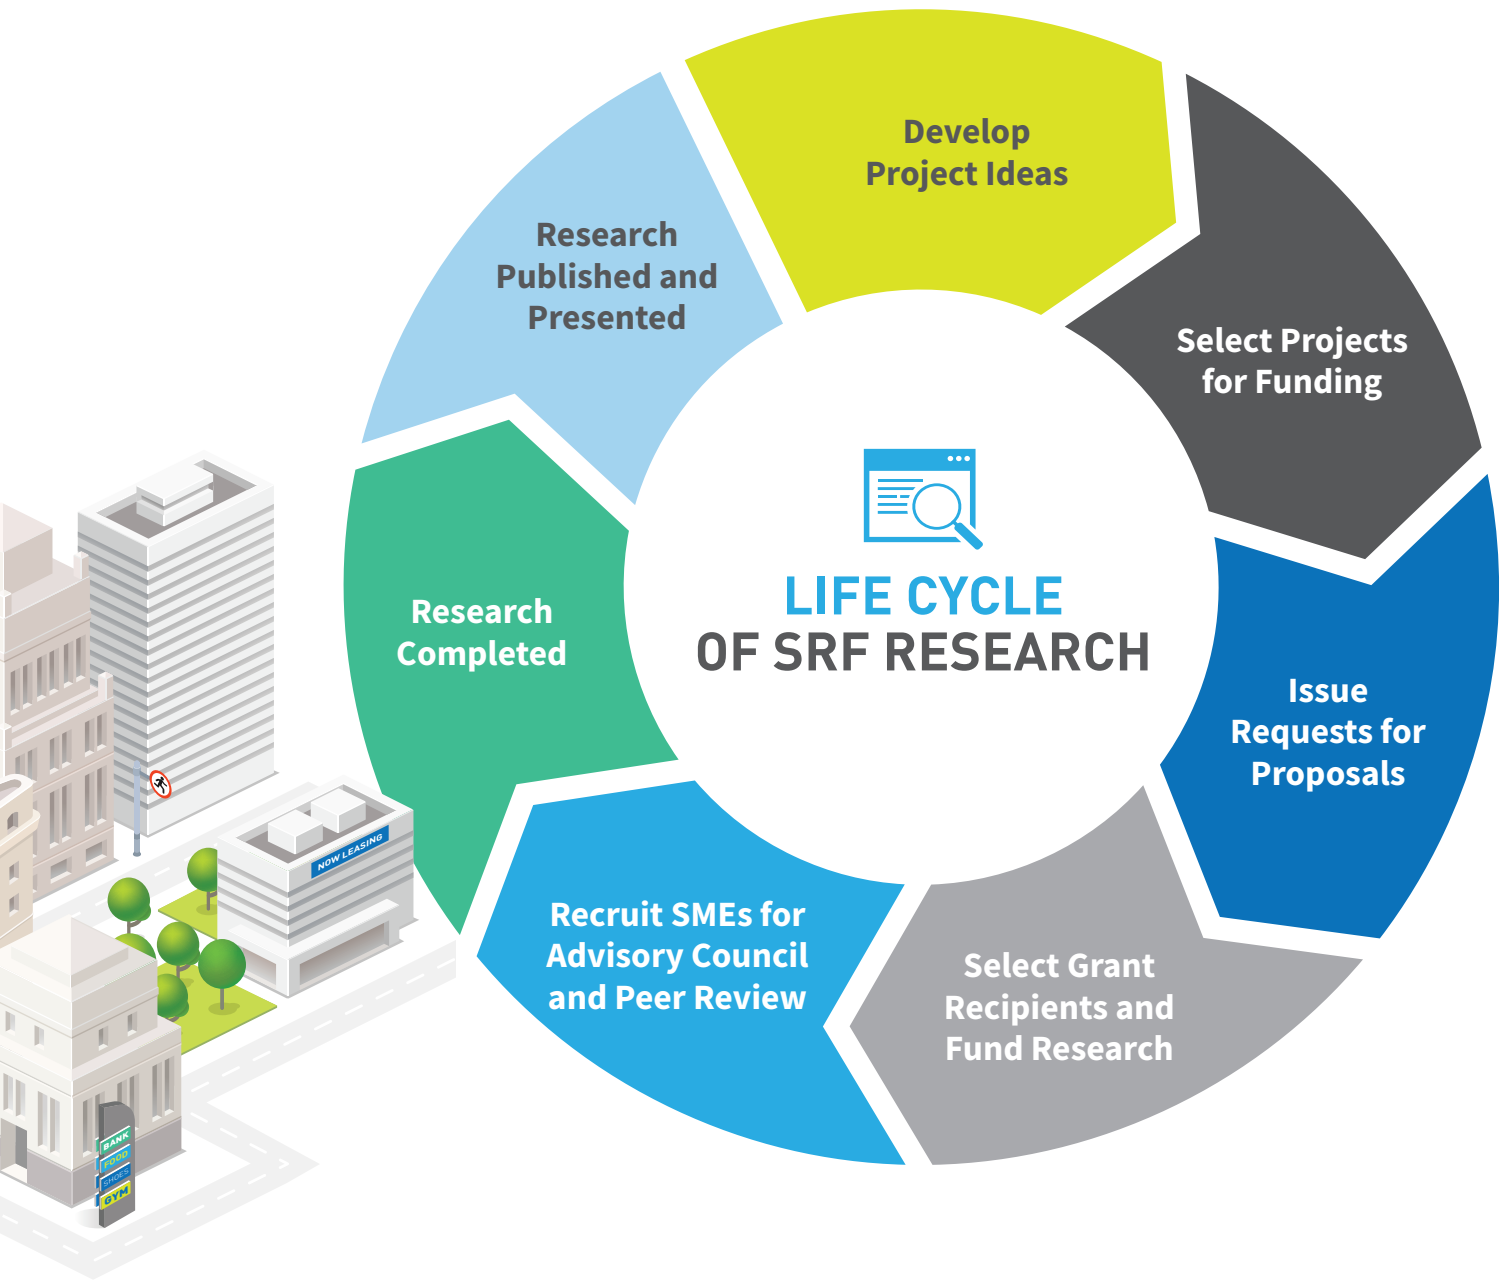 Develop
Project Ideas
Select Projects
for Funding
Issue
Requests for
Proposals
Select Grant
Recipients and
Fund Research
Recruit SMEs for
Advisory Council
and Peer Review
Research
Completed
Research
Published and
Presented
LIFE CYCLE
OF SRF RESEARCH
NOW LEASING
BANK
FOOD
SHOES
GYM